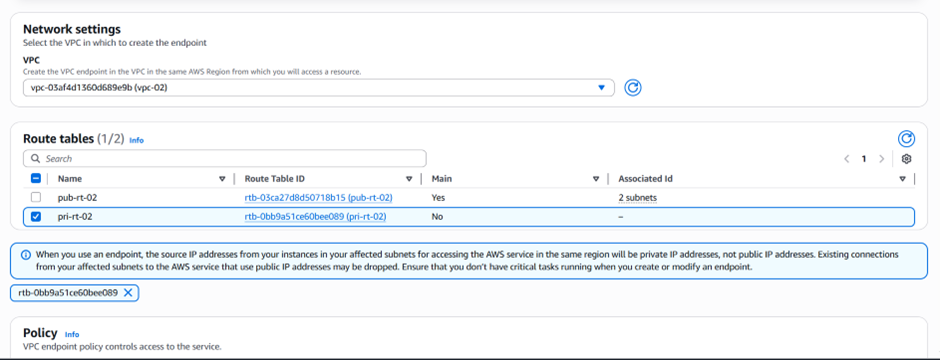 Network settings
Select the VPC in which to create the endpoint
VPC
Create the VPC endpoint in the VPC in the same AWS Region from which you will access a resource.
vpc-03af4d1360d689e9b (vpc-02)
Route tables (1/2) Info
Search
1
Name Route Table ID Main Associated Id
pub-rt-02 rtb-03ca27d8d50718b15 (pub-rt-02) Yes 2 subnets
pri-rt-02 rtb-0bb9a51ce60bee089 (pri-rt-02) No –
When you use an endpoint, the source IP addresses from your instances in your affected subnets for accessing the AWS service in the same region will be private IP addresses, not public IP addresses. Existing connections
from your affected subnets to the AWS service that use public IP addresses may be dropped. Ensure that you don't have critical tasks running when you create or modify an endpoint.
rtb-0bb9a51ce60bee089
Policy Info
VPC endpoint policy controls access to the service.